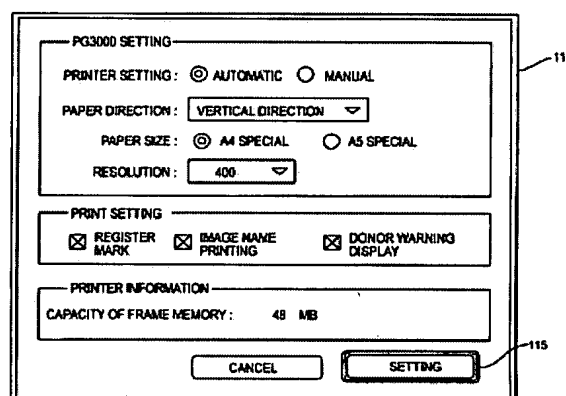 PG3000 SETTING
PRINTER SETTING : AUTOMATIC MANUAL
PAPER DIRECTION : VERTICAL DIRECTION
PAPER SIZE : A4 SPECIAL A5 SPECIAL
RESOLUTION : 400
PRINT SETTING
REGISTER MARK
IMAGE NAME PRINTING
DONOR WARNING DISPLAY
PRINTER INFORMATION
CAPACITY OF FRAME MEMORY : 48 MB
CANCEL SETTING
11
115